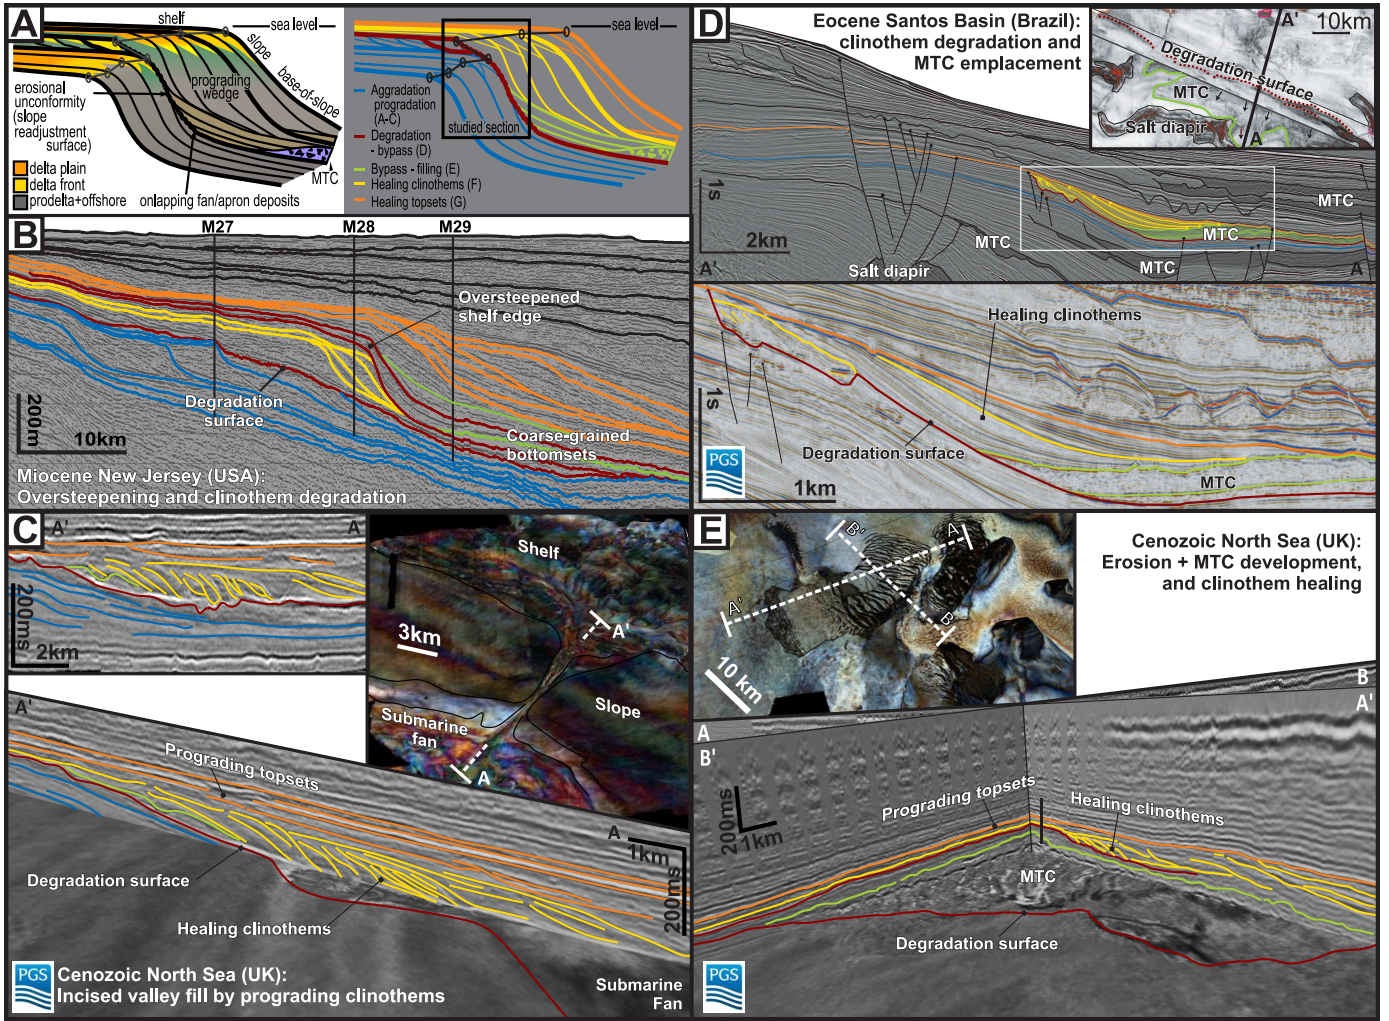 A
shelf
sea level
slope
base-of-slope
prograding
wedge
erosional
unconformity
(slope
readjustment
surface)
MTC
delta plain
delta front
prodelta+offshore
onlapping fan/apron deposits
sea level
Aggradation
progradation
(A-C)
Degradation
- bypass (D)
Bypass - filling (E)
Healing clinothems (F)
Healing topsets (G)
studied section
B
M27
M28
M29
Oversteepened
shelf edge
Degradation
surface
Coarse-grained
bottomsets
200m
10km
Miocene New Jersey (USA):
Oversteepening and clinothem degradation
C
A'
A
200ms
2km
Shelf
3km
A'
Slope
Submarine
fan
A
A'
Prograding topsets
A
1km
200ms
Degradation surface
Healing clinothems
PGS
Cenozoic North Sea (UK):
Incised valley fill by prograding clinothems
Submarine
Fan
D
Eocene Santos Basin (Brazil):
clinothem degradation and
MTC emplacement
A'
10km
Degradation surface
MTC
Salt diapir
A
1s
2km
A'
Salt diapir
MTC
MTC
MTC
MTC
A
Healing clinothems
1s
Degradation surface
PGS
1km
MTC
E
B'
A
A'
B
10 km
Cenozoic North Sea (UK):
Erosion + MTC development,
and clinothem healing
B
A'
A
B'
Prograding topsets
Healing clinothems
200ms
1km
MTC
Degradation surface
PGS